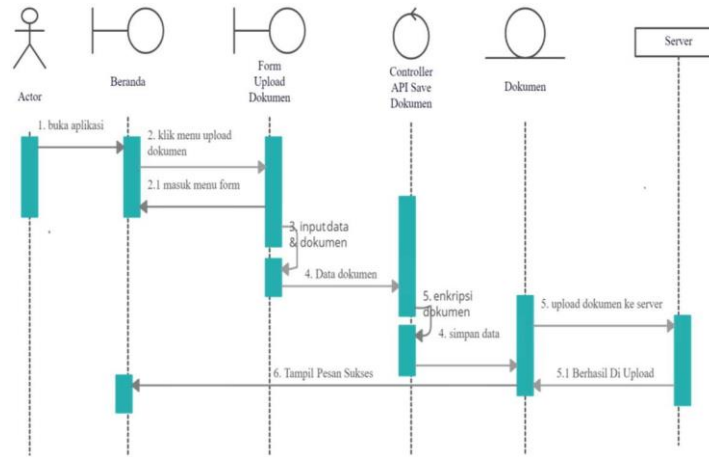 Actor
Beranda
Form
Upload
Dokumen
Controller
API Save
Dokumen
Dokumen
Server
1. buka aplikasi
2. klik menu upload
dokumen
2.1 masuk menu form
3. input data
& dokumen
4. Data dokumen
5. enkripsi
dokumen
4. simpan data
5. upload dokumen ke server
5.1 Berhasil Di Upload
6. Tampil Pesan Sukses